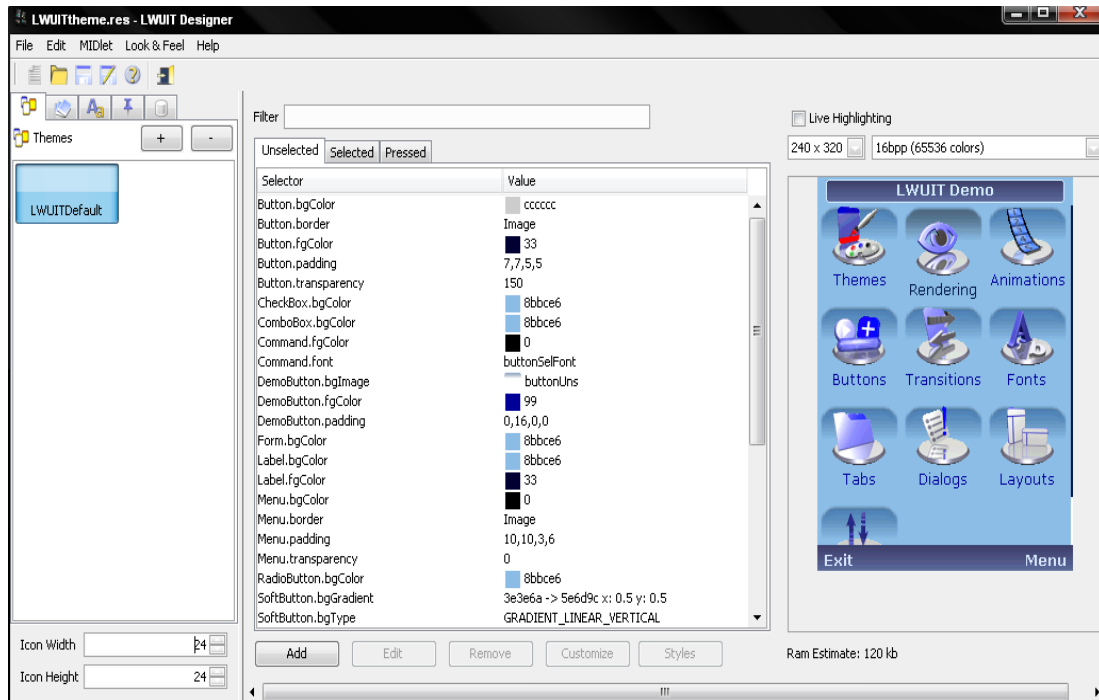 LWUITtheme.res - LWUIT Designer
File Edit MIDlet Look & Feel Help
Themes + -
LWUITDefault
Icon Width 24
Icon Height 24
Filter
Unselected Selected Pressed
Selector Value
Button.bgColor cccccc
Button.border Image
Button.fgColor 33
Button.padding 7,7,5,5
Button.transparency 150
CheckBox.bgColor 8bbce6
ComboBox.bgColor 8bbce6
Command.fgColor 0
Command.font buttonSelFont
DemoButton.bgImage buttonUns
DemoButton.fgColor 99
DemoButton.padding 0,16,0,0
Form.bgColor 8bbce6
Label.bgColor 8bbce6
Label.fgColor 33
Menu.bgColor 0
Menu.border Image
Menu.padding 10,10,3,6
Menu.transparency 0
RadioButton.bgColor 8bbce6
SoftButton.bgGradient 3e3e6a -> 5e6d9c x: 0.5 y: 0.5
SoftButton.bgType GRADIENT_LINEAR_VERTICAL
Add Edit Remove Customize Styles
Live Highlighting
240 x 320 16bpp (65536 colors)
LWUIT Demo
Themes Rendering Animations
Buttons Transitions Fonts
Tabs Dialogs Layouts
Exit Menu
Ram Estimate: 120 kb